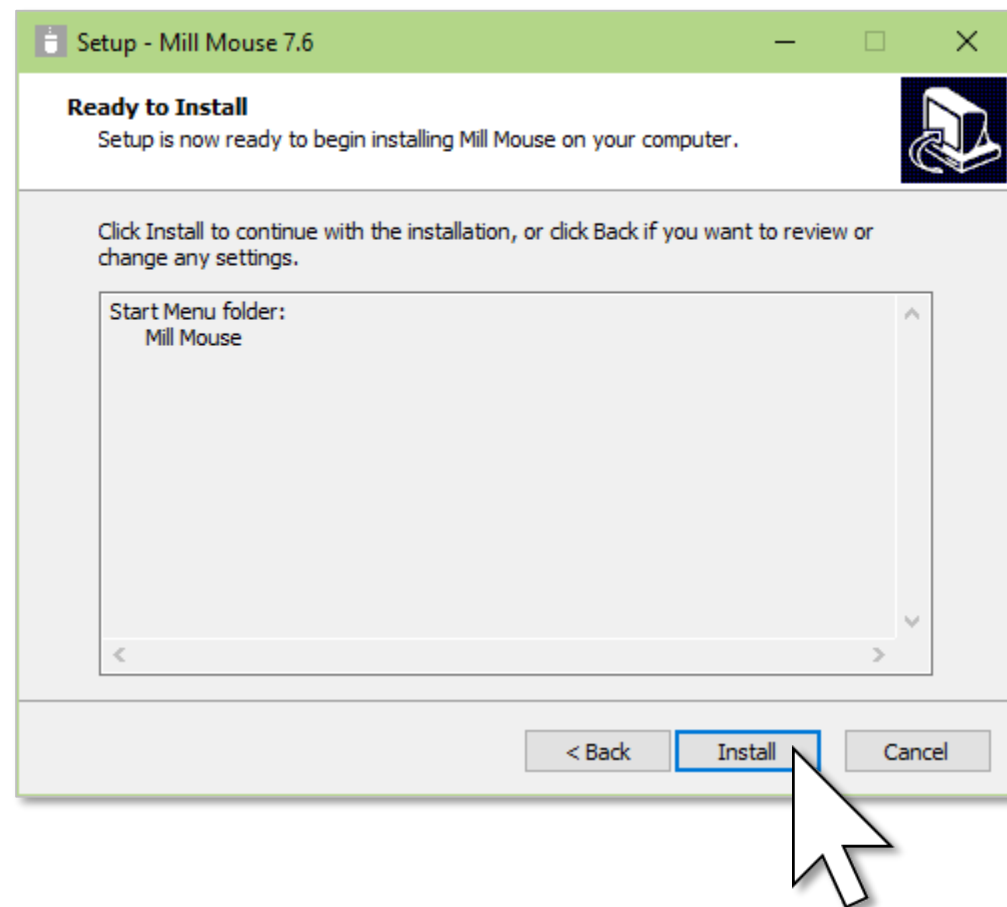 Setup - Mill Mouse 7.6
Ready to Install
Setup is now ready to begin installing Mill Mouse on your computer.
Click Install to continue with the installation, or click Back if you want to review or
change any settings.
Start Menu folder:
Mill Mouse
< Back Install Cancel